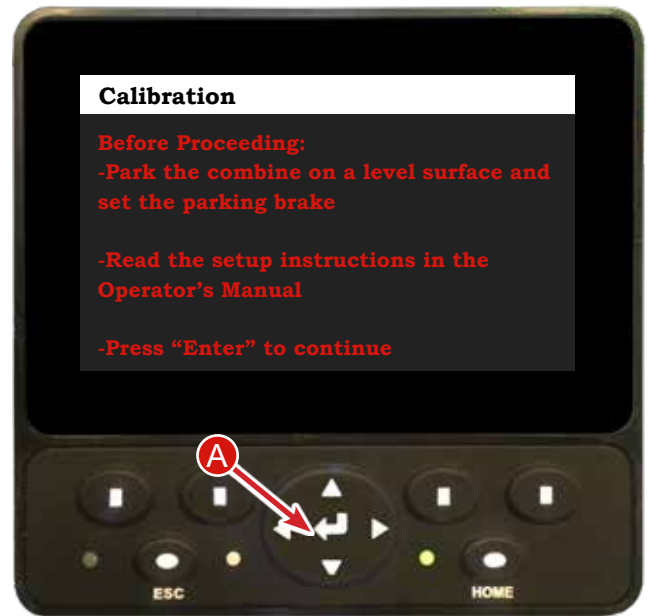 Calibration
Before Proceeding:
-Park the combine on a level surface and
set the parking brake
-Read the setup instructions in the
Operator’s Manual
-Press “Enter” to continue
A
ESC
HOME